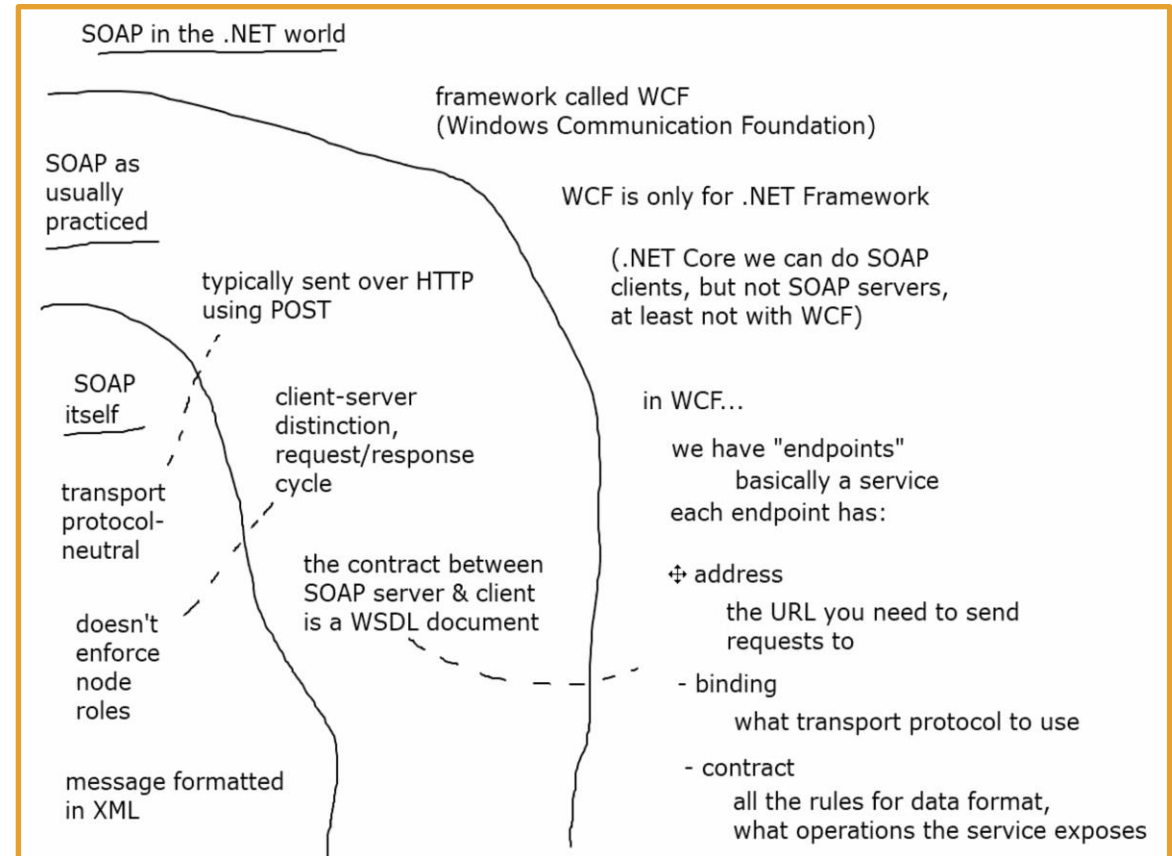 SOAP in the .NET world
framework called WCF
(Windows Communication Foundation)
SOAP as
usually
practiced
WCF is only for .NET Framework
(.NET Core we can do SOAP
clients, but not SOAP servers,
at least not with WCF)
typically sent over HTTP
using POST
SOAP
itself
client-server
distinction,
request/response
cycle
in WCF...
we have "endpoints"
basically a service
each endpoint has:
transport
protocol-
neutral
the contract between
SOAP server & client
is a WSDL document
address
the URL you need to send
requests to
doesn't
enforce
node
roles
- binding
what transport protocol to use
message formatted
in XML
- contract
all the rules for data format,
what operations the service exposes